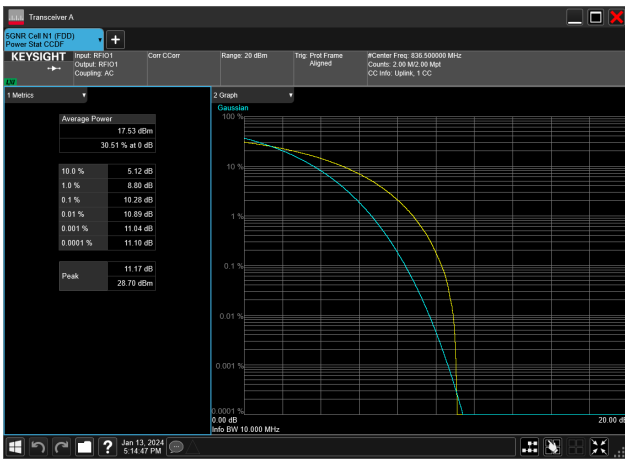 Transceiver A
5GNR Cell N1 (FDD)
Power Stat CCDF
KEYSIGHT
Input: RFIO1
Output: RFIO1
Coupling: AC
Corr CCorr
Range: 20 dBm
Trig: Prot Frame
Aligned
#Center Freq: 836.500000 MHz
Counts: 2.00 M/2.00 Mpt
CC Info: Uplink, 1 CC
1 Metrics
Average Power
17.53 dBm
30.51 % at 0 dB
10.0 % 5.12 dB
1.0 % 8.80 dB
0.1 % 10.28 dB
0.01 % 10.89 dB
0.001 % 11.04 dB
0.0001 % 11.10 dB
Peak
11.17 dB
28.70 dBm
2 Graph
Gaussian
100 %
10 %
1 %
0.1 %
0.01 %
0.001 %
0.0001 %
0.00 dB
20.00 dB
Info BW 10.000 MHz
Jan 13, 2024
5:14:47 PM